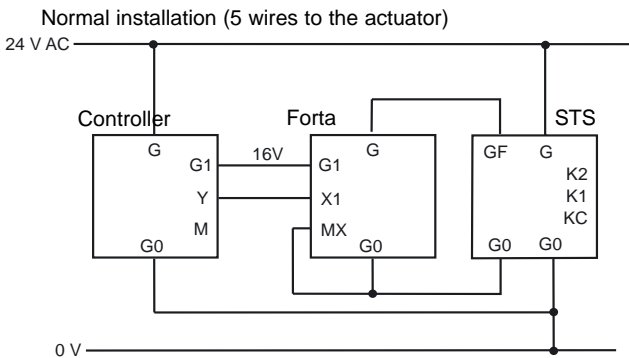 Normal installation (5 wires to the actuator)
24 V AC
Controller
Forta
STS
G
G1
Y
M
G0
16V
G
G1
X1
MX
G0
GF
G
K2
K1
KC
G0
G0
0 V